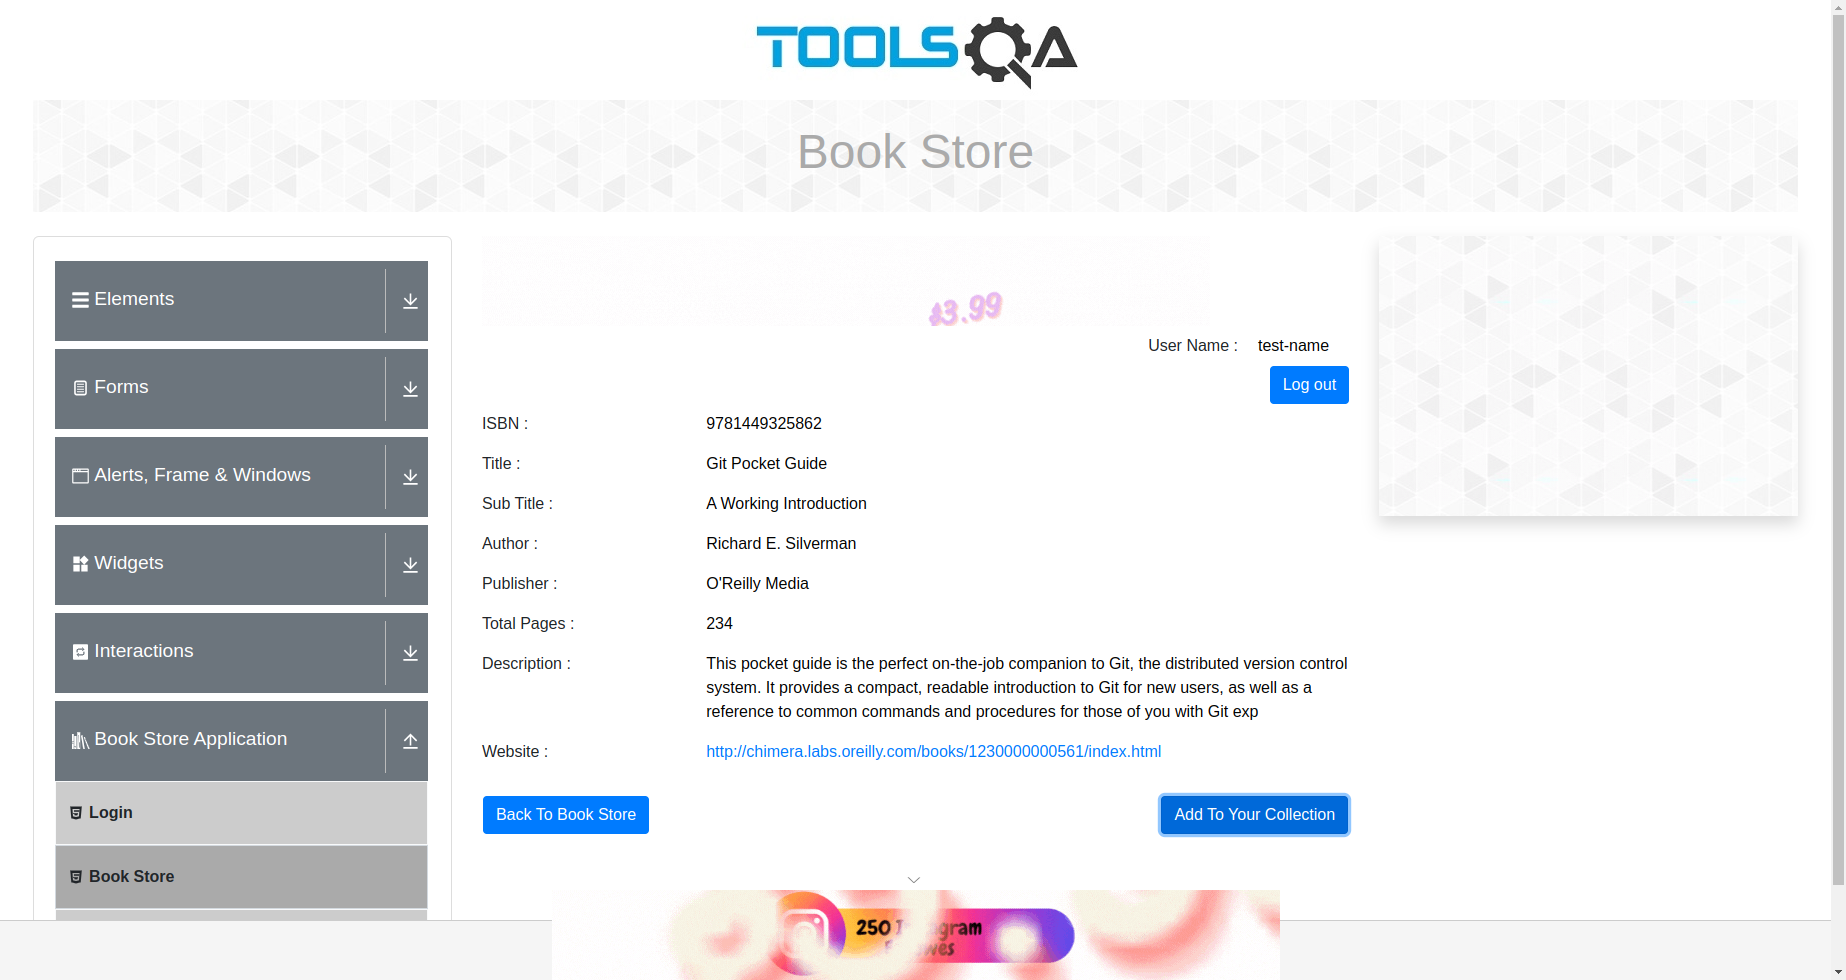 TOOLSQA
Book Store
Elements
Forms
Alerts, Frame & Windows
Widgets
Interactions
Book Store Application
Login
Book Store
$3.99
User Name : test-name
Log out
ISBN : 9781449325862
Title : Git Pocket Guide
Sub Title : A Working Introduction
Author : Richard E. Silverman
Publisher : O'Reilly Media
Total Pages : 234
Description : This pocket guide is the perfect on-the-job companion to Git, the distributed version control
system. It provides a compact, readable introduction to Git for new users, as well as a
reference to common commands and procedures for those of you with Git exp
Website : http://chimera.labs.oreilly.com/books/1230000000561/index.html
Back To Book Store
Add To Your Collection
250